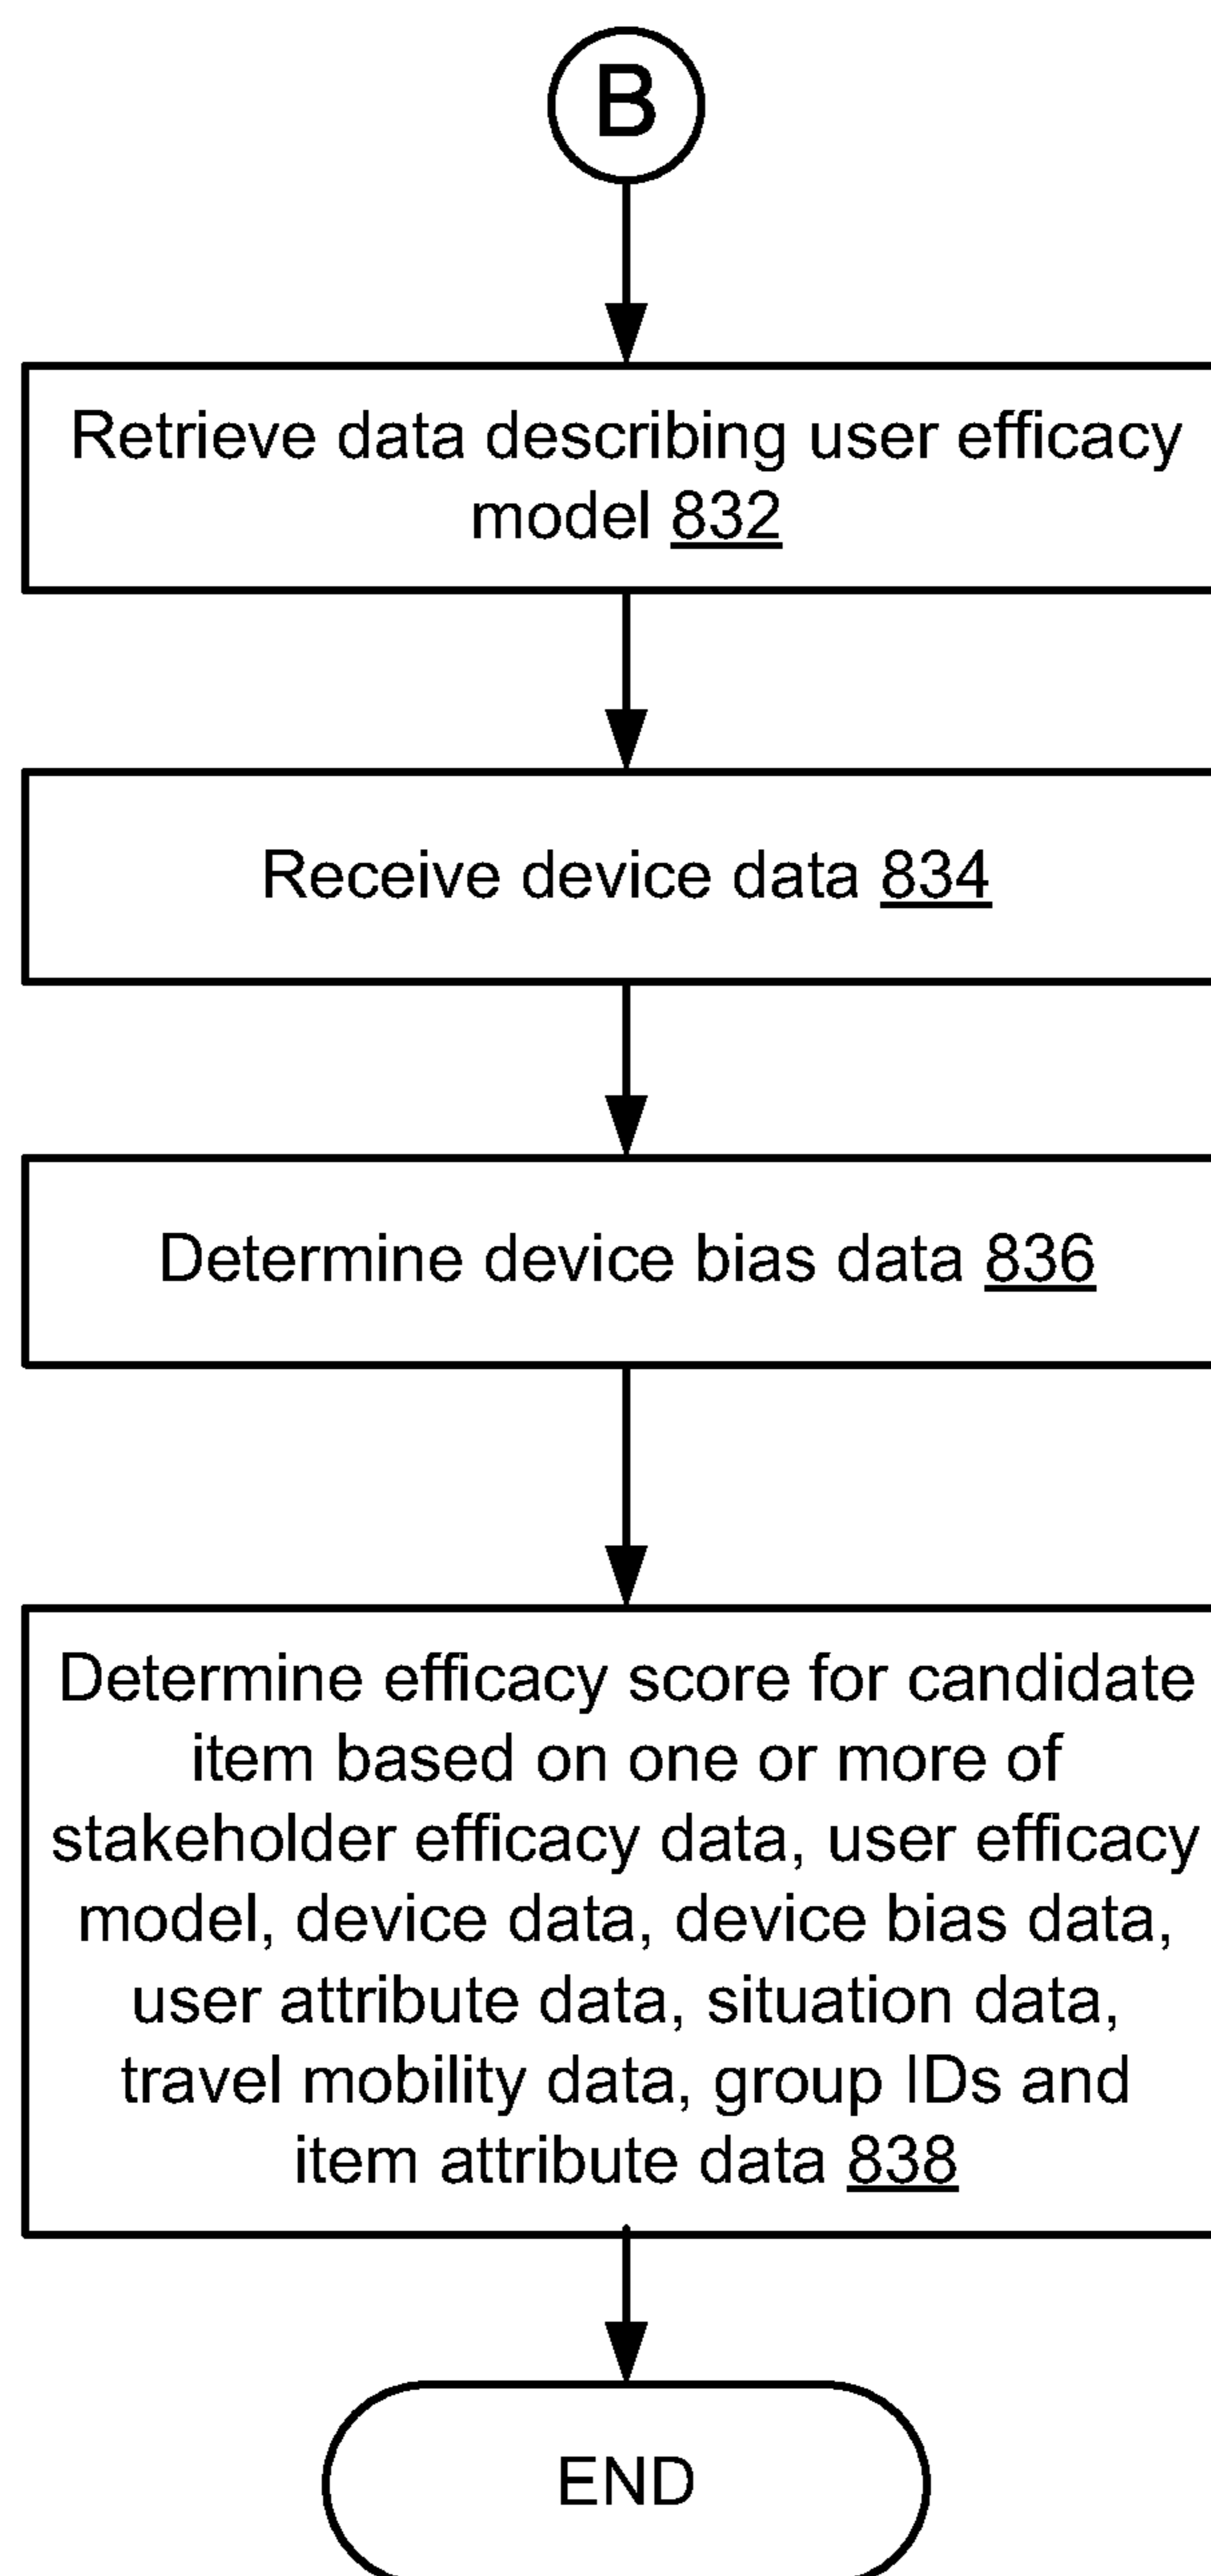 B
Retrieve data describing user efficacy
model 832
Receive device data 834
Determine device bias data 836
Determine efficacy score for candidate
item based on one or more of
stakeholder efficacy data, user efficacy
model, device data, device bias data,
user attribute data, situation data,
travel mobility data, group IDs and
item attribute data 838
END